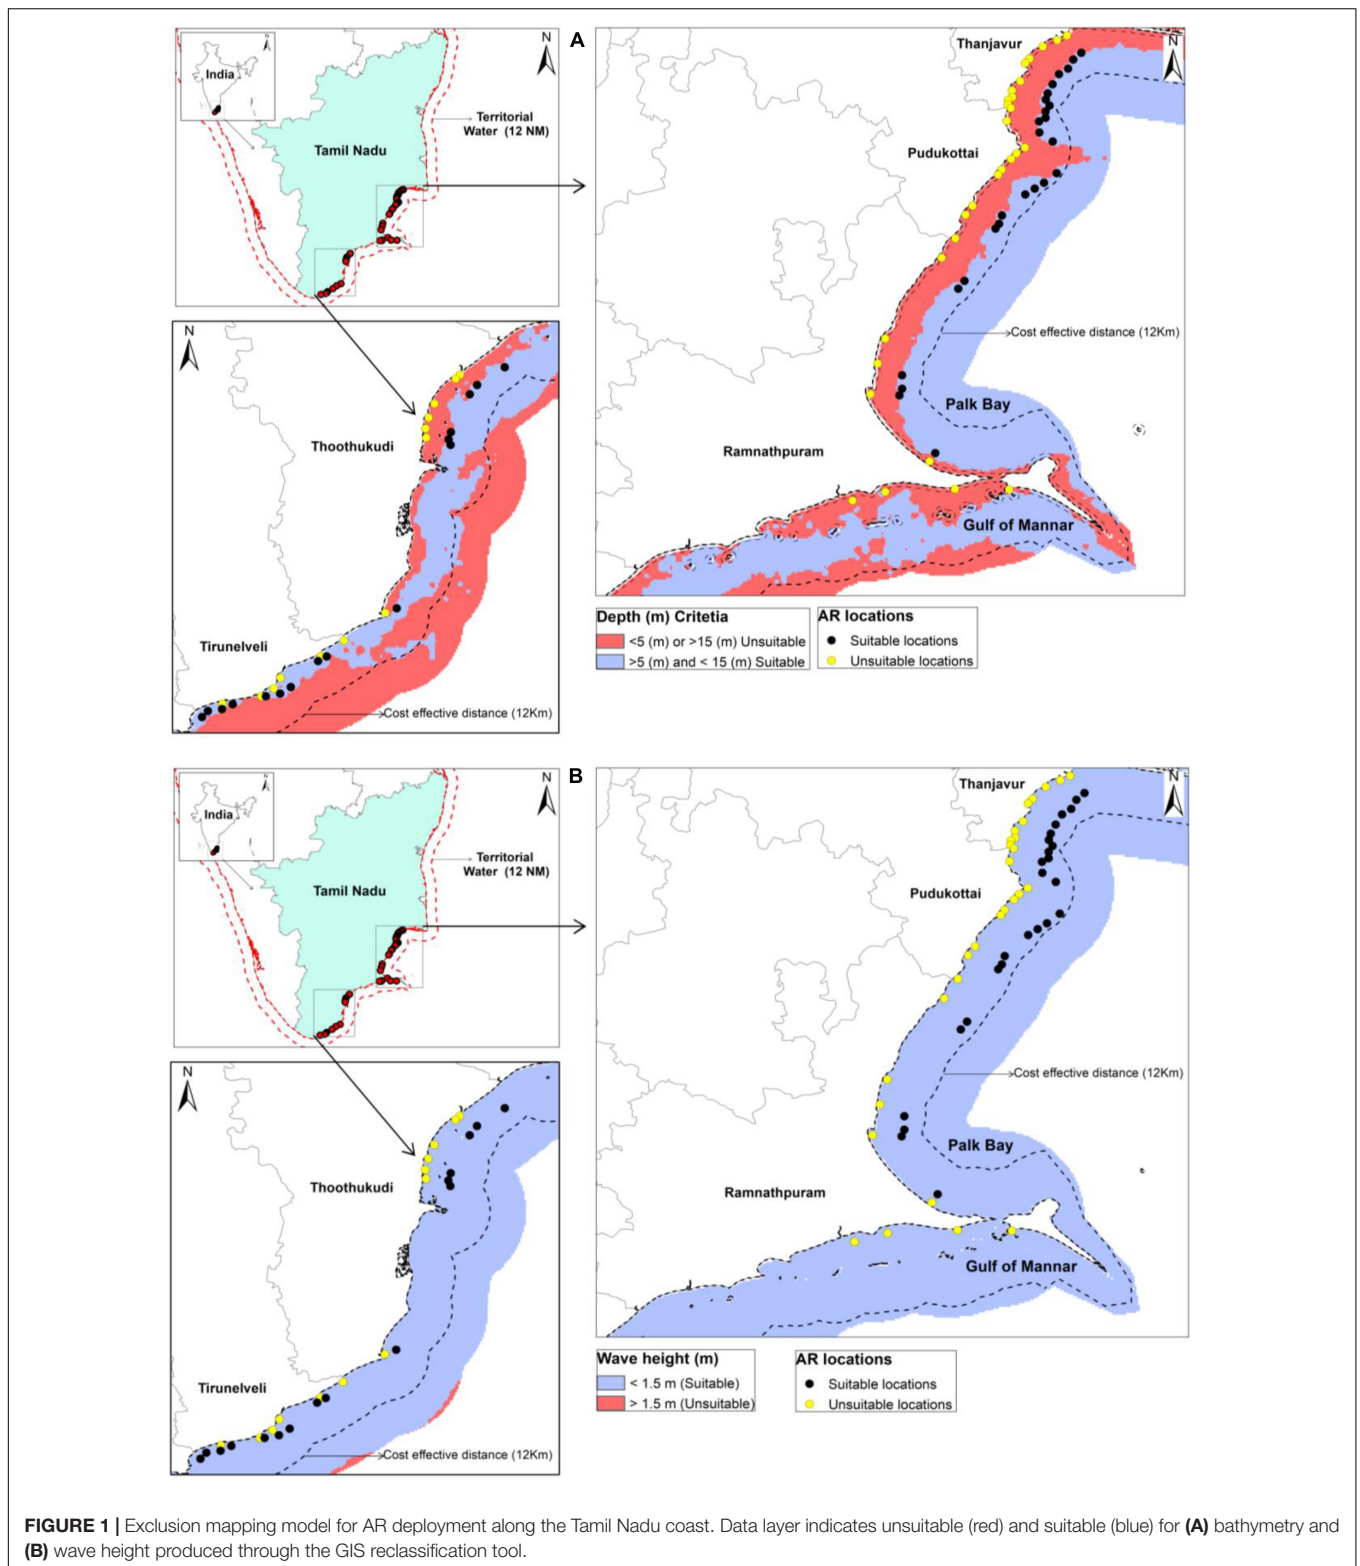 A
N
India
N
Territorial
Water (12 NM)
Tamil Nadu
N
Thanjavur
Pudukottai
Cost effective distance (12Km)
Palk Bay
Ramnathpuram
Gulf of Mannar
N
Thoothukudi
Tirunelveli
Cost effective distance (12Km)
Depth (m) Critetia
<5 (m) or >15 (m) Unsuitable
>5 (m) and < 15 (m) Suitable
AR locations
Suitable locations
Unsuitable locations
B
N
India
N
Territorial
Water (12 NM)
Tamil Nadu
N
Thanjavur
Pudukottai
Cost effective distance (12Km)
Palk Bay
Ramnathpuram
Gulf of Mannar
N
Thoothukudi
Tirunelveli
Cost effective distance (12Km)
Wave height (m)
< 1.5 m (Suitable)
> 1.5 m (Unsuitable)
AR locations
Suitable locations
Unsuitable locations
FIGURE 1 | Exclusion mapping model for AR deployment along the Tamil Nadu coast. Data layer indicates unsuitable (red) and suitable (blue) for (A) bathymetry and
(B) wave height produced through the GIS reclassification tool.